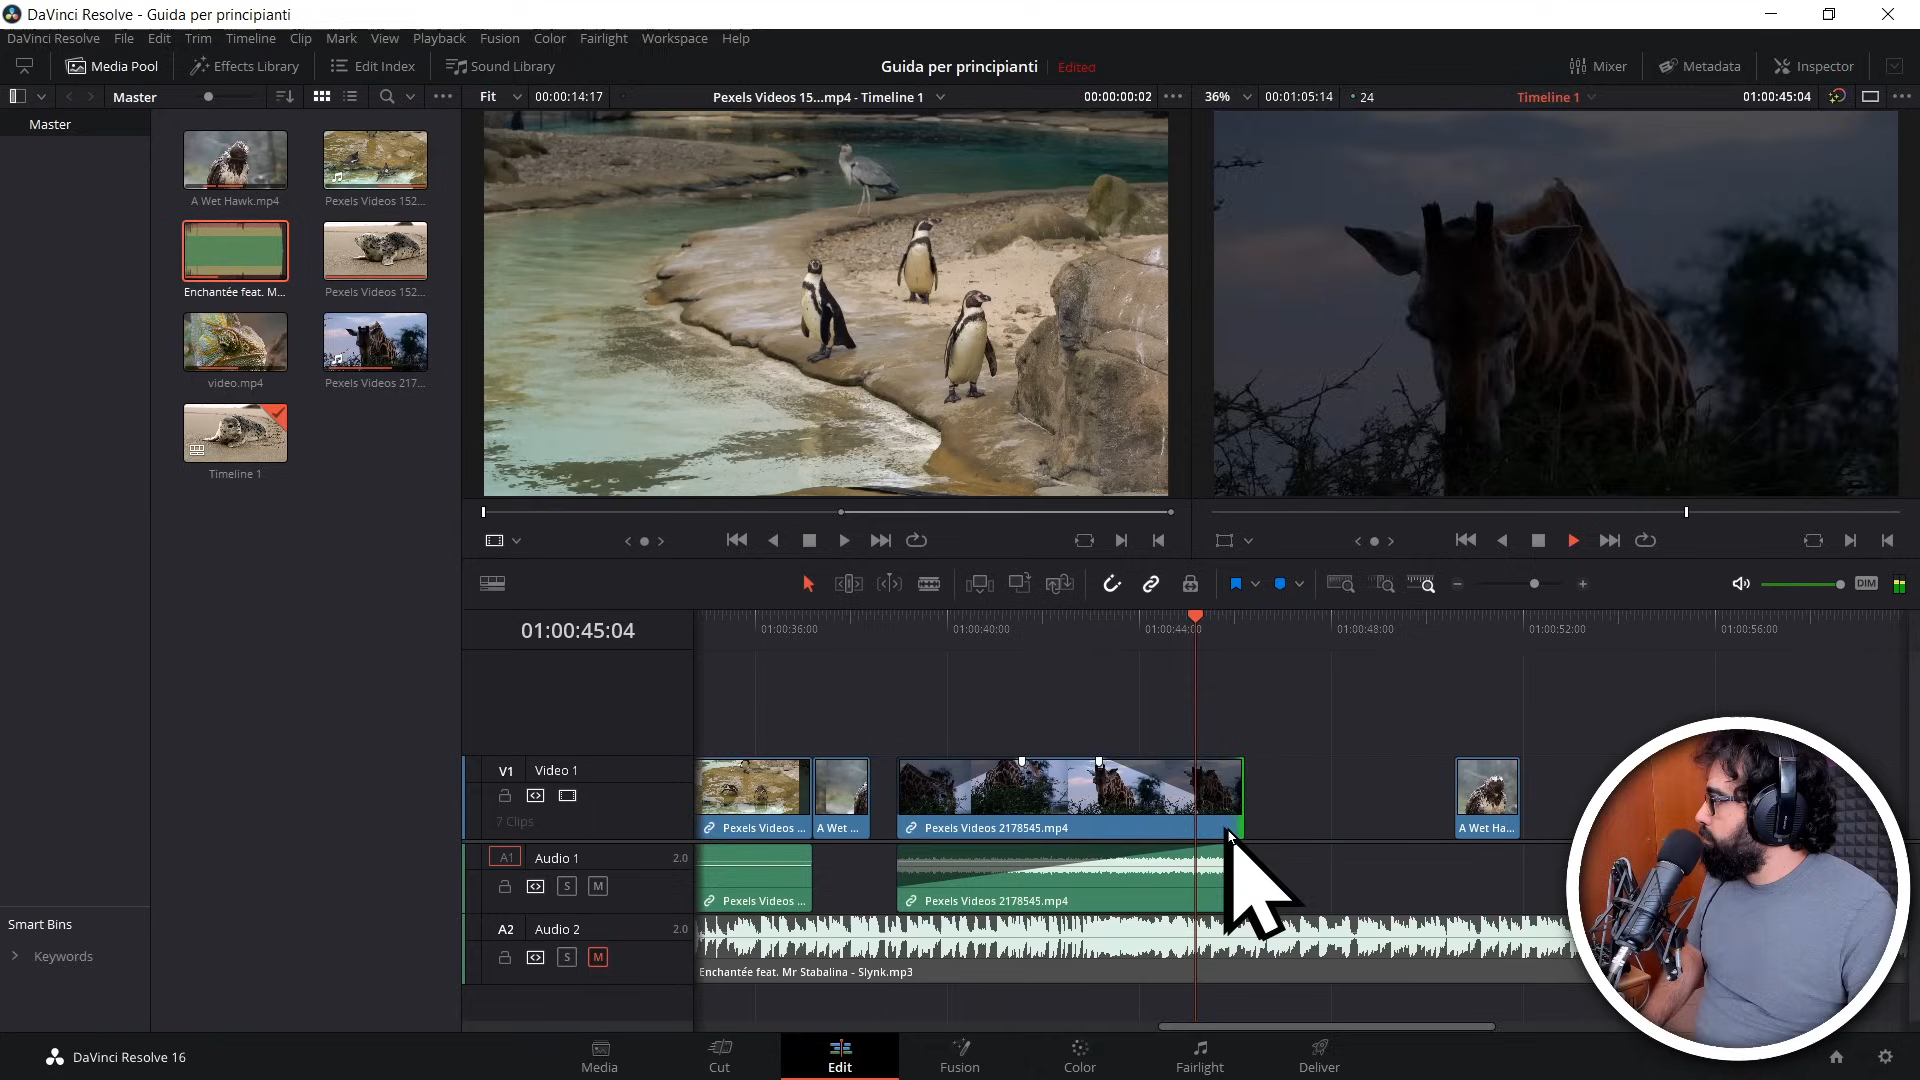 DaVinci Resolve - Guida per principianti
DaVinci Resolve File Edit Trim Timeline Clip Mark View Playback Fusion Color Fairlight Workspace Help
Media Pool Effects Library Edit Index Sound Library Guida per principianti Edited Mixer Metadata Inspector
Master Fit 00:00:14:17 Pexels Videos 15...mp4 - Timeline 1 00:00:00:02 36% 00:01:05:14 24 Timeline 1 01:00:45:04
Master
A Wet Hawk.mp4 Pexels Videos 152...
Enchantée feat. M... Pexels Videos 152...
video.mp4 Pexels Videos 217...
Timeline 1
DIM
01:00:45:04 01:00:36:00 01:00:40:00 01:00:44:00 01:00:48:00 01:00:52:00 01:00:56:00
V1 Video 1
7 Clips
Pexels Videos ... A Wet ... Pexels Videos 2178545.mp4 A Wet Ha...
A1 Audio 1 2.0
S M
Pexels Videos ... Pexels Videos 2178545.mp4
A2 Audio 2 2.0
S M
Enchantée feat. Mr Stabalina - Slynk.mp3
Smart Bins
Keywords
DaVinci Resolve 16 Media Cut Edit Fusion Color Fairlight Deliver